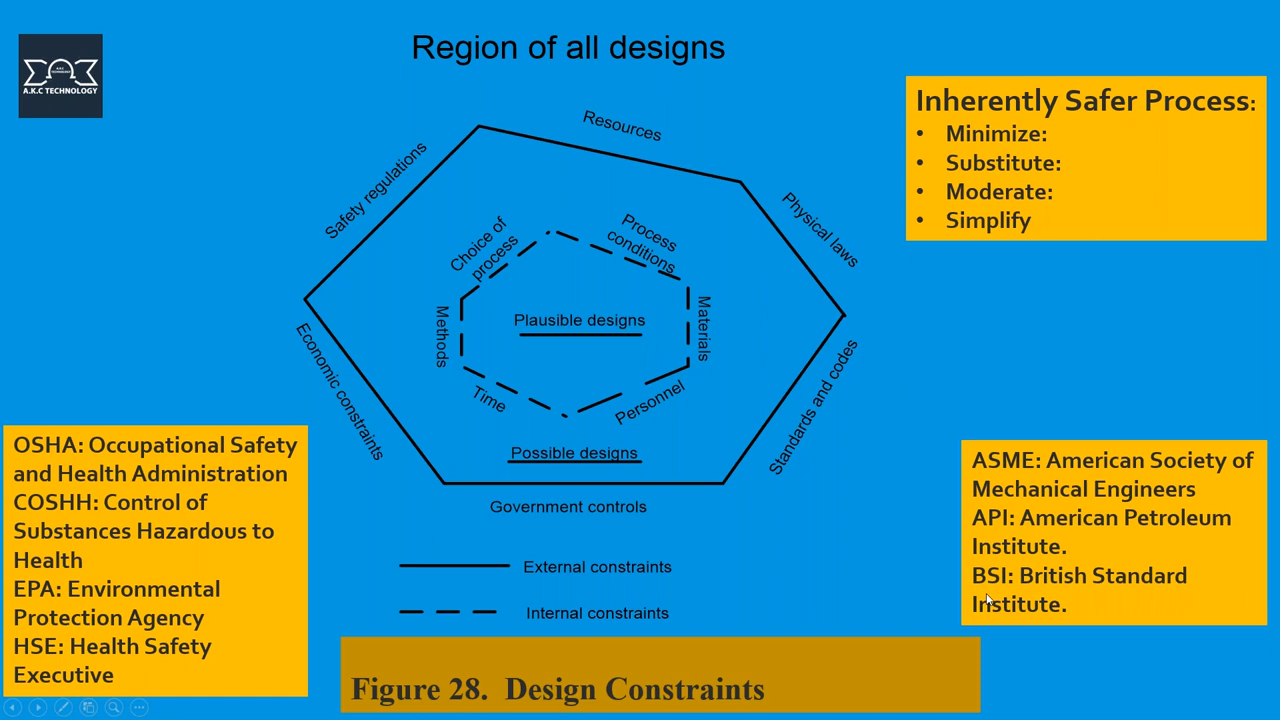 Region of all designs
A.K.C
TECHNOLOGY
A.K.C TECHNOLOGY
Inherently Safer Process:
• Minimize:
• Substitute:
• Moderate:
• Simplify
Resources
Safety regulations
Physical laws
Choice of
process
Process
conditions
Methods
Plausible designs
Materials
Time
Personnel
Economic constraints
Standards and codes
Possible designs
Government controls
External constraints
Internal constraints
OSHA: Occupational Safety
and Health Administration
COSHH: Control of
Substances Hazardous to
Health
EPA: Environmental
Protection Agency
HSE: Health Safety
Executive
ASME: American Society of
Mechanical Engineers
API: American Petroleum
Institute.
BSI: British Standard
Institute.
Figure 28.  Design Constraints